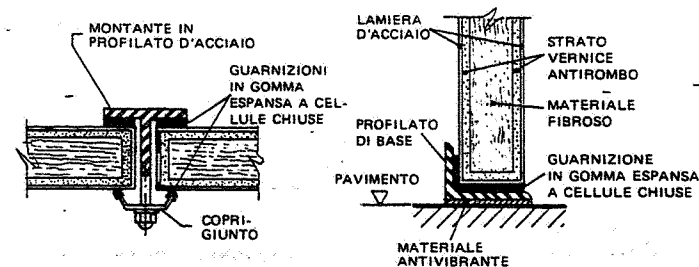 MONTANTE IN
PROFILATO D'ACCIAIO
GUARNIZIONI
IN GOMMA
ESPANSA A CEL-
LULE CHIUSE
COPRI-
GIUNTO
LAMIERA
D'ACCIAIO
STRATO
VERNICE
ANTIROMBO
MATERIALE
FIBROSO
PROFILATO
DI BASE
GUARNIZIONE
IN GOMMA ESPANSA
A CELLULE CHIUSE
PAVIMENTO
MATERIALE
ANTIVIBRANTE